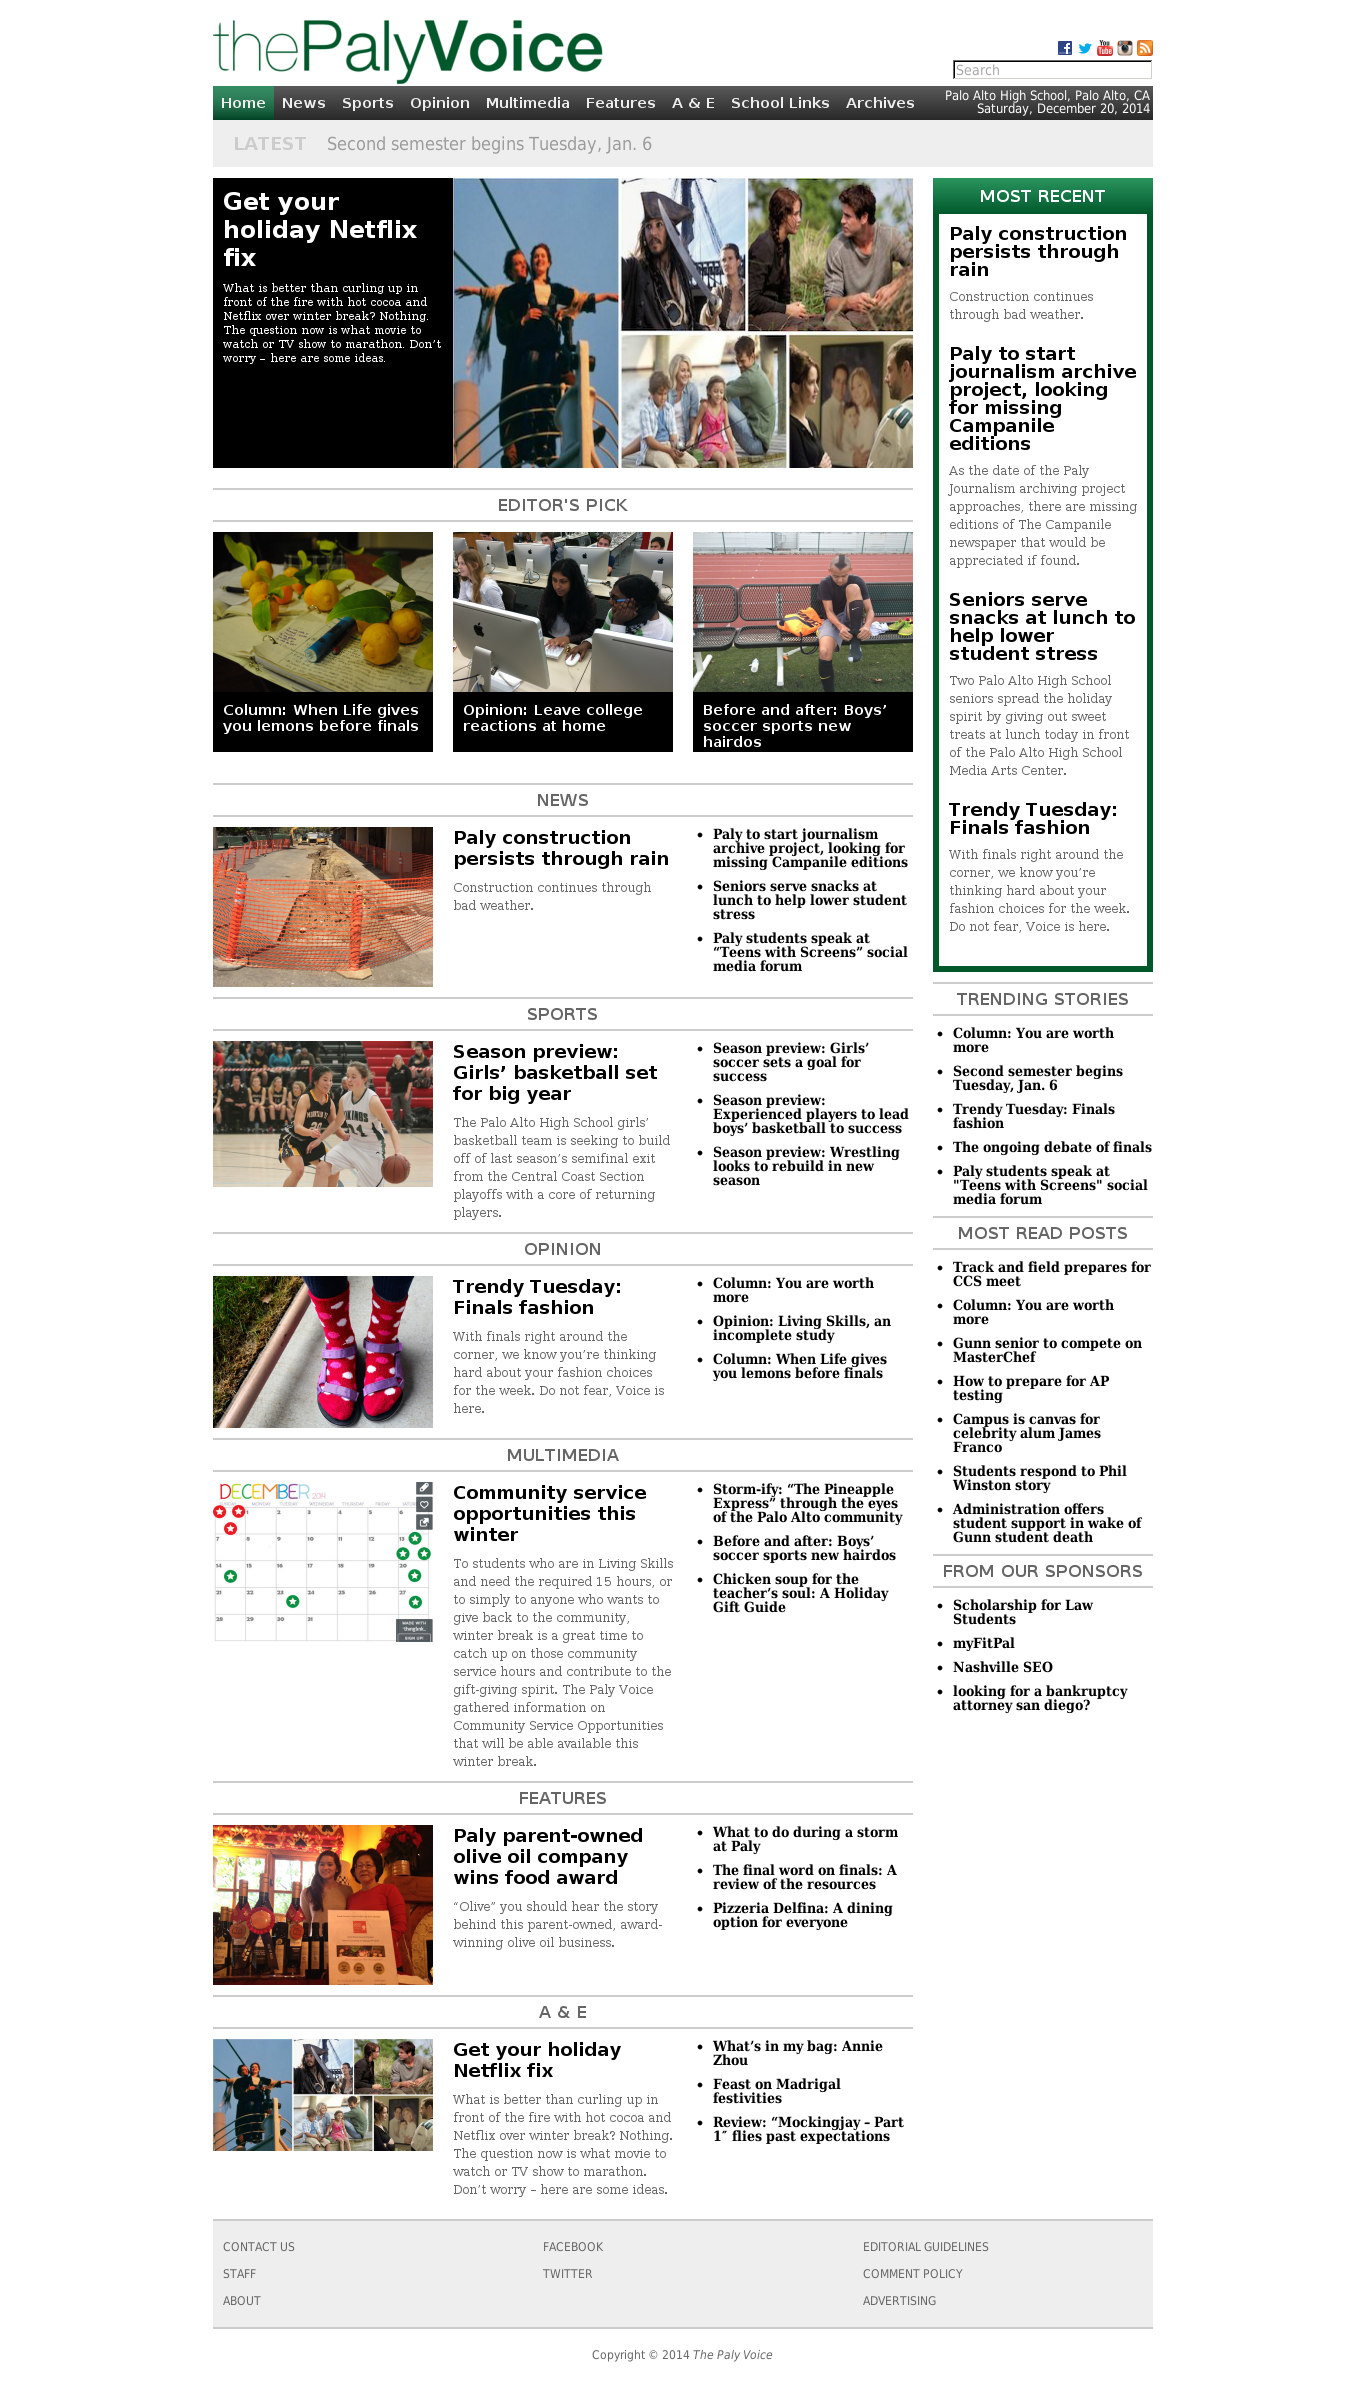 thePalyVoice
Search
Home News Sports Opinion Multimedia Features A & E School Links Archives
Palo Alto High School, Palo Alto, CA
Saturday, December 20, 2014
LATEST Second semester begins Tuesday, Jan. 6
Get your
holiday Netflix
fix
What is better than curling up in
front of the fire with hot cocoa and
Netflix over winter break? Nothing.
The question now is what movie to
watch or TV show to marathon. Don’t
worry – here are some ideas.
EDITOR'S PICK
Column: When Life gives
you lemons before finals
Opinion: Leave college
reactions at home
Before and after: Boys’
soccer sports new
hairdos
NEWS
Paly construction
persists through rain
Construction continues through
bad weather.
• Paly to start journalism
archive project, looking for
missing Campanile editions
• Seniors serve snacks at
lunch to help lower student
stress
• Paly students speak at
“Teens with Screens” social
media forum
SPORTS
Season preview:
Girls’ basketball set
for big year
The Palo Alto High School girls’
basketball team is seeking to build
off of last season’s semifinal exit
from the Central Coast Section
playoffs with a core of returning
players.
• Season preview: Girls’
soccer sets a goal for
success
• Season preview:
Experienced players to lead
boys’ basketball to success
• Season preview: Wrestling
looks to rebuild in new
season
OPINION
Trendy Tuesday:
Finals fashion
With finals right around the
corner, we know you’re thinking
hard about your fashion choices
for the week. Do not fear, Voice is
here.
• Column: You are worth
more
• Opinion: Living Skills, an
incomplete study
• Column: When Life gives
you lemons before finals
MULTIMEDIA
DECEMBER 2014
Community service
opportunities this
winter
To students who are in Living Skills
and need the required 15 hours, or
to simply to anyone who wants to
give back to the community,
winter break is a great time to
catch up on those community
service hours and contribute to the
gift-giving spirit. The Paly Voice
gathered information on
Community Service Opportunities
that will be able available this
winter break.
• Storm-ify: “The Pineapple
Express” through the eyes
of the Palo Alto community
• Before and after: Boys’
soccer sports new hairdos
• Chicken soup for the
teacher’s soul: A Holiday
Gift Guide
FEATURES
Paly parent-owned
olive oil company
wins food award
“Olive” you should hear the story
behind this parent-owned, award-
winning olive oil business.
• What to do during a storm
at Paly
• The final word on finals: A
review of the resources
• Pizzeria Delfina: A dining
option for everyone
A & E
Get your holiday
Netflix fix
What is better than curling up in
front of the fire with hot cocoa and
Netflix over winter break? Nothing.
The question now is what movie to
watch or TV show to marathon.
Don’t worry – here are some ideas.
• What’s in my bag: Annie
Zhou
• Feast on Madrigal
festivities
• Review: “Mockingjay – Part
1″ flies past expectations
MOST RECENT
Paly construction
persists through
rain
Construction continues
through bad weather.
Paly to start
journalism archive
project, looking
for missing
Campanile
editions
As the date of the Paly
Journalism archiving project
approaches, there are missing
editions of The Campanile
newspaper that would be
appreciated if found.
Seniors serve
snacks at lunch to
help lower
student stress
Two Palo Alto High School
seniors spread the holiday
spirit by giving out sweet
treats at lunch today in front
of the Palo Alto High School
Media Arts Center.
Trendy Tuesday:
Finals fashion
With finals right around the
corner, we know you’re
thinking hard about your
fashion choices for the week.
Do not fear, Voice is here.
TRENDING STORIES
• Column: You are worth
more
• Second semester begins
Tuesday, Jan. 6
• Trendy Tuesday: Finals
fashion
• The ongoing debate of finals
• Paly students speak at
"Teens with Screens" social
media forum
MOST READ POSTS
• Track and field prepares for
CCS meet
• Column: You are worth
more
• Gunn senior to compete on
MasterChef
• How to prepare for AP
testing
• Campus is canvas for
celebrity alum James
Franco
• Students respond to Phil
Winston story
• Administration offers
student support in wake of
Gunn student death
FROM OUR SPONSORS
• Scholarship for Law
Students
• myFitPal
• Nashville SEO
• looking for a bankruptcy
attorney san diego?
CONTACT US FACEBOOK EDITORIAL GUIDELINES
STAFF TWITTER COMMENT POLICY
ABOUT ADVERTISING
Copyright © 2014 The Paly Voice